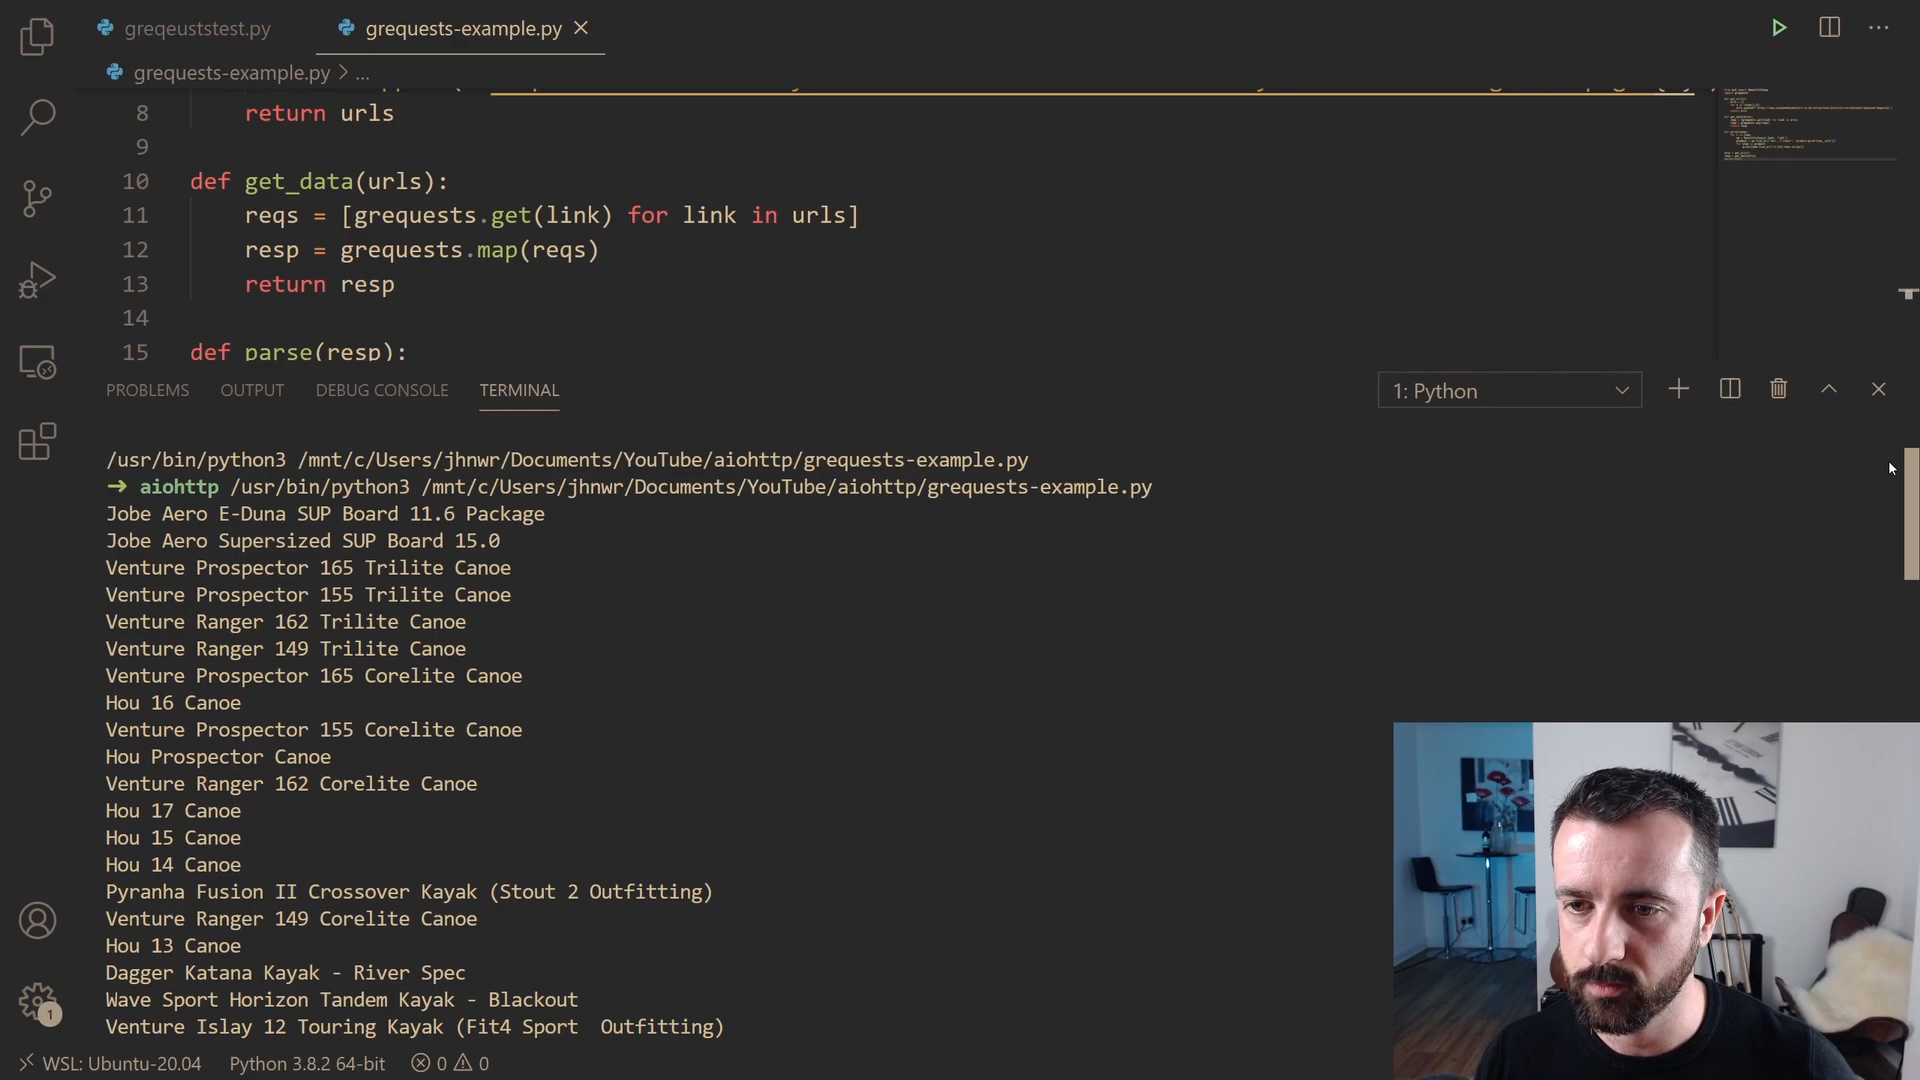 greqeuststest.py
grequests-example.py
grequests-example.py > ...
8 return urls
9
10 def get_data(urls):
11 reqs = [grequests.get(link) for link in urls]
12 resp = grequests.map(reqs)
13 return resp
14
15 def parse(resp):
PROBLEMS OUTPUT DEBUG CONSOLE TERMINAL
1: Python
/usr/bin/python3 /mnt/c/Users/jhnwr/Documents/YouTube/aiohttp/grequests-example.py
➜ aiohttp /usr/bin/python3 /mnt/c/Users/jhnwr/Documents/YouTube/aiohttp/grequests-example.py
Jobe Aero E-Duna SUP Board 11.6 Package
Jobe Aero Supersized SUP Board 15.0
Venture Prospector 165 Trilite Canoe
Venture Prospector 155 Trilite Canoe
Venture Ranger 162 Trilite Canoe
Venture Ranger 149 Trilite Canoe
Venture Prospector 165 Corelite Canoe
Hou 16 Canoe
Venture Prospector 155 Corelite Canoe
Hou Prospector Canoe
Venture Ranger 162 Corelite Canoe
Hou 17 Canoe
Hou 15 Canoe
Hou 14 Canoe
Pyranha Fusion II Crossover Kayak (Stout 2 Outfitting)
Venture Ranger 149 Corelite Canoe
Hou 13 Canoe
Dagger Katana Kayak - River Spec
Wave Sport Horizon Tandem Kayak - Blackout
Venture Islay 12 Touring Kayak (Fit4 Sport  Outfitting)
1
WSL: Ubuntu-20.04 Python 3.8.2 64-bit 0 0